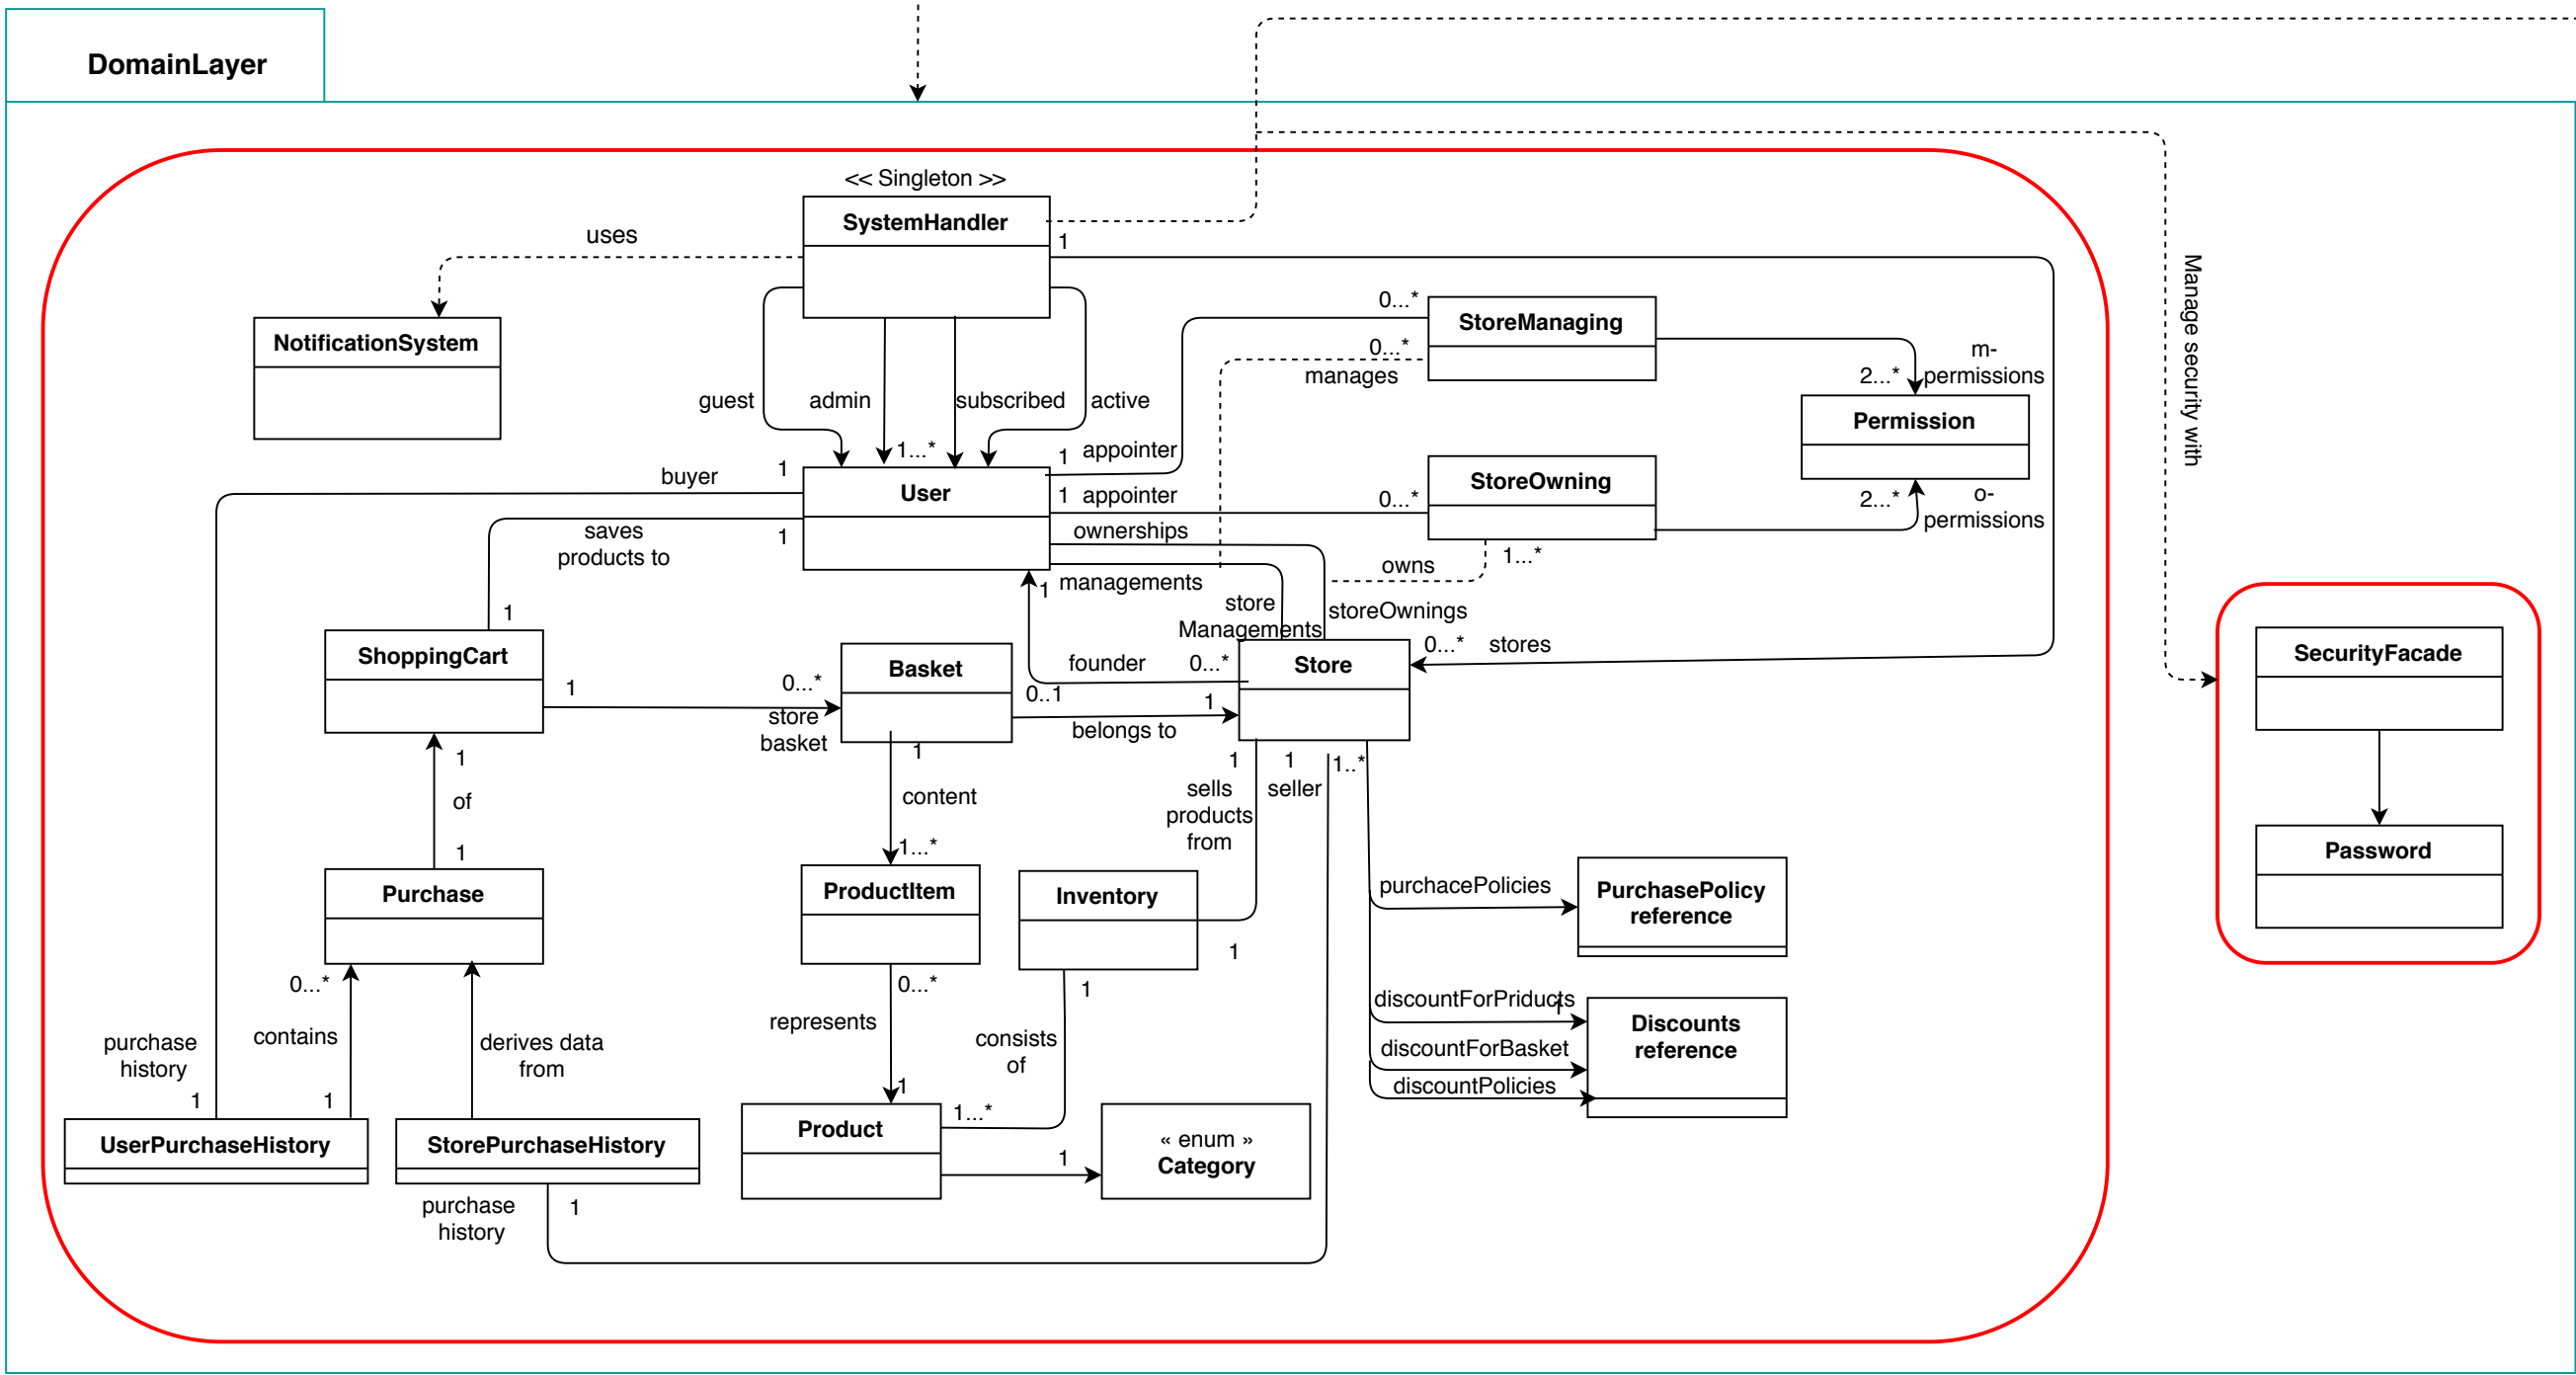 DomainLayer
<< Singleton >>
SystemHandler
1
uses
NotificationSystem
guest
admin
subscribed
active
1...*
0...*
StoreManaging
0...*
manages
m-
permissions
2...*
Permission
Manage security with
1
appointer
buyer
1
User
1
appointer
0...*
StoreOwning
2...*
o-
permissions
saves
products to
1
ownerships
1...*
owns
1
managements
store
Managements
storeOwnings
0...*
stores
1
ShoppingCart
Basket
founder
0...*
Store
SecurityFacade
1
0...*
store
basket
0..1
1
belongs to
1
1
1
1
1..*
of
content
sells
products
from
seller
1
1...*
Purchase
ProductItem
Inventory
purchacePolicies
PurchasePolicy
reference
Password
0...*
0...*
1
1
contains
derives data
from
purchase
history
represents
consists
of
discountForPriducts
1
Discounts
reference
discountForBasket
discountPolicies
1
1
1
1...*
UserPurchaseHistory
StorePurchaseHistory
Product
1
« enum »
Category
purchase
history
1